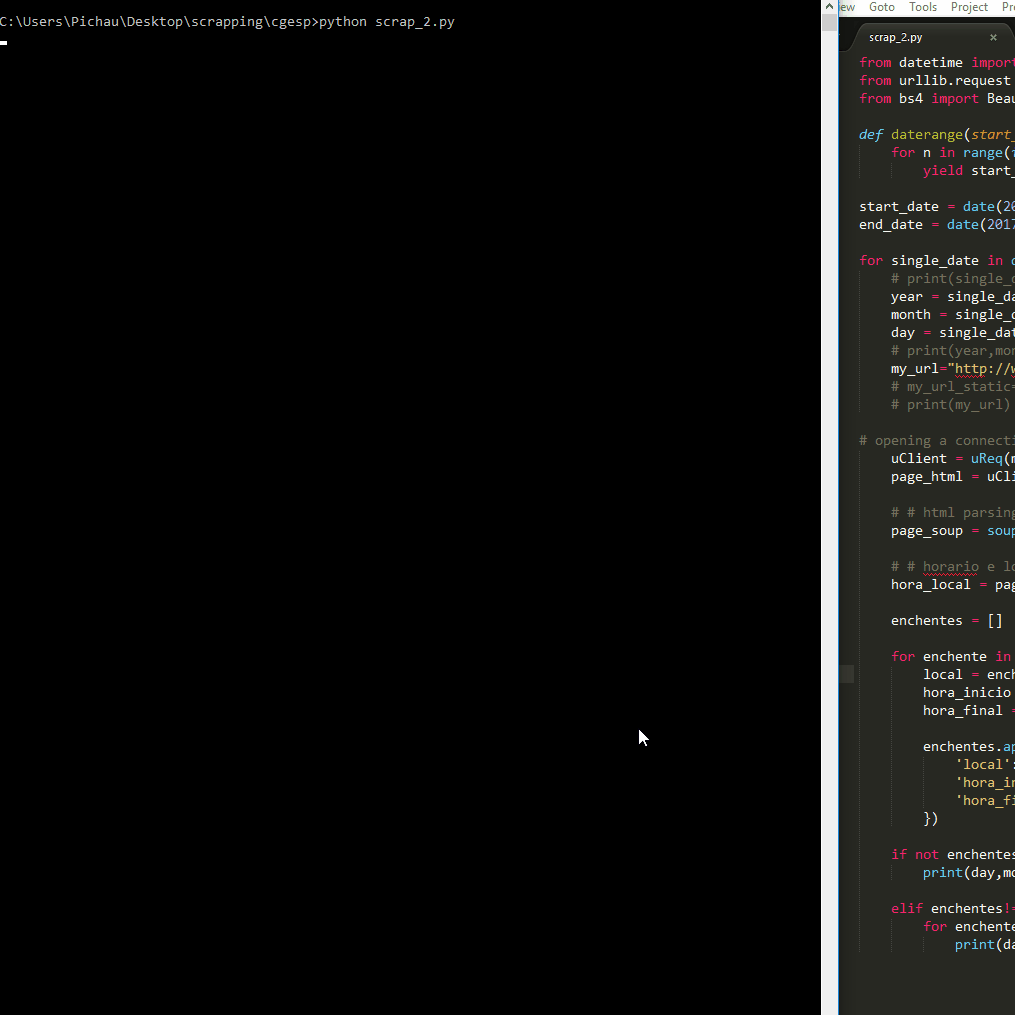 C:\Users\Pichau\Desktop\scrapping\cgesp>python scrap_2.py
ew Goto Tools Project Pr
scrap_2.py
from datetime import
from urllib.request
from bs4 import Beau
def daterange(start_
for n in range(
yield start_
start_date = date(20
end_date = date(2017
for single_date in d
# print(single_d
year = single_da
month = single_d
day = single_dat
# print(year,mon
my_url="http://w
# my_url_static=
# print(my_url)
# opening a connecti
uClient = uReq(m
page_html = uCli
# # html parsing
page_soup = soup
# # horario e lo
hora_local = pag
enchentes = []
for enchente in
local = ench
hora_inicio
hora_final =
enchentes.ap
'local':
'hora_in
'hora_fi
})
if not enchentes
print(day,mo
elif enchentes!=
for enchente
print(da